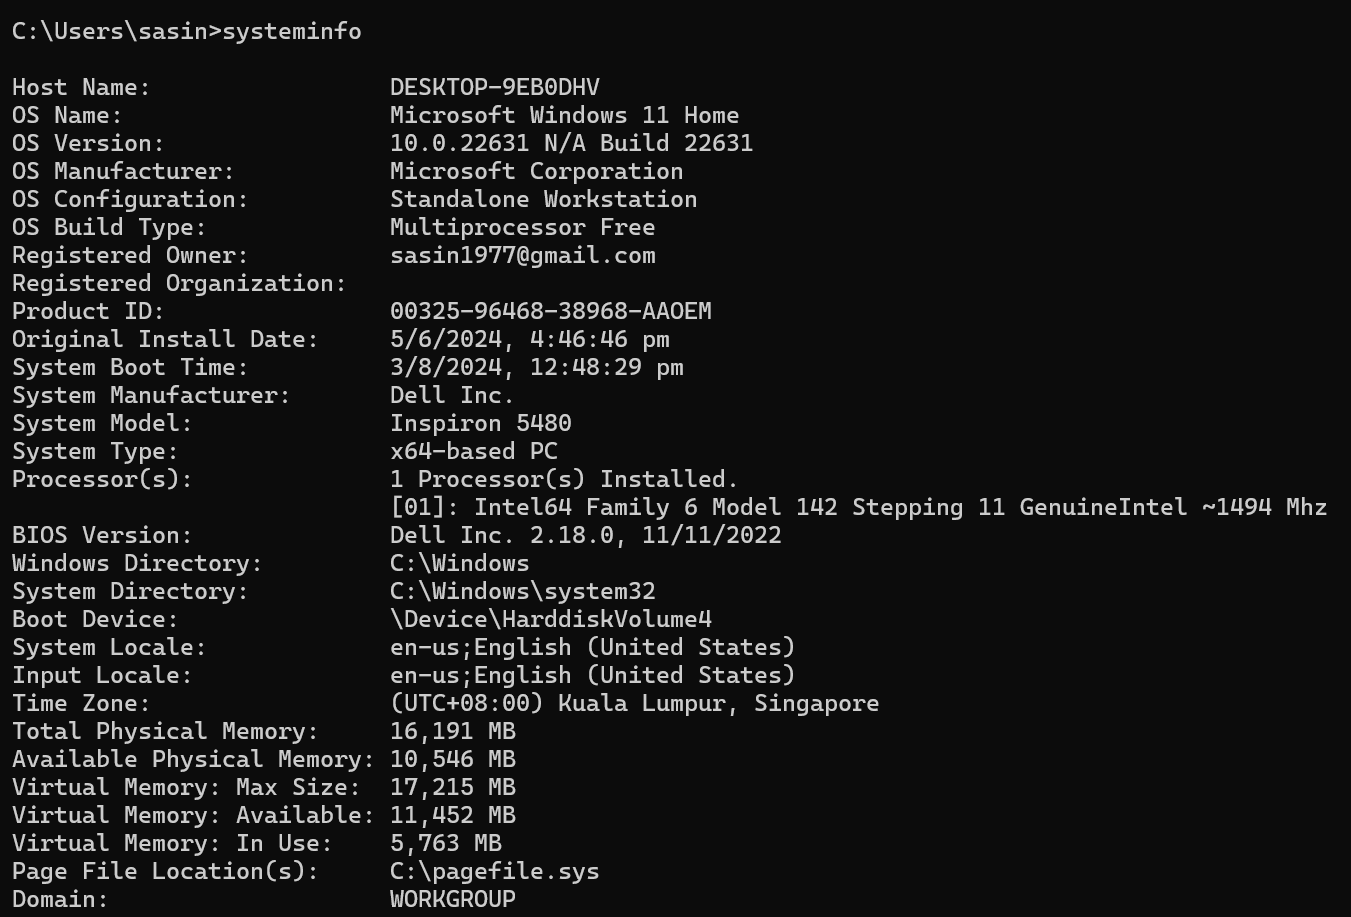 C:\Users\sasin>systeminfo
Host Name: DESKTOP-9EB0DHV
OS Name: Microsoft Windows 11 Home
OS Version: 10.0.22631 N/A Build 22631
OS Manufacturer: Microsoft Corporation
OS Configuration: Standalone Workstation
OS Build Type: Multiprocessor Free
Registered Owner: sasin1977@gmail.com
Registered Organization:
Product ID: 00325-96468-38968-AAOEM
Original Install Date: 5/6/2024, 4:46:46 pm
System Boot Time: 3/8/2024, 12:48:29 pm
System Manufacturer: Dell Inc.
System Model: Inspiron 5480
System Type: x64-based PC
Processor(s): 1 Processor(s) Installed.
[01]: Intel64 Family 6 Model 142 Stepping 11 GenuineIntel ~1494 Mhz
BIOS Version: Dell Inc. 2.18.0, 11/11/2022
Windows Directory: C:\Windows
System Directory: C:\Windows\system32
Boot Device: \Device\HarddiskVolume4
System Locale: en-us;English (United States)
Input Locale: en-us;English (United States)
Time Zone: (UTC+08:00) Kuala Lumpur, Singapore
Total Physical Memory: 16,191 MB
Available Physical Memory: 10,546 MB
Virtual Memory: Max Size: 17,215 MB
Virtual Memory: Available: 11,452 MB
Virtual Memory: In Use: 5,763 MB
Page File Location(s): C:\pagefile.sys
Domain: WORKGROUP